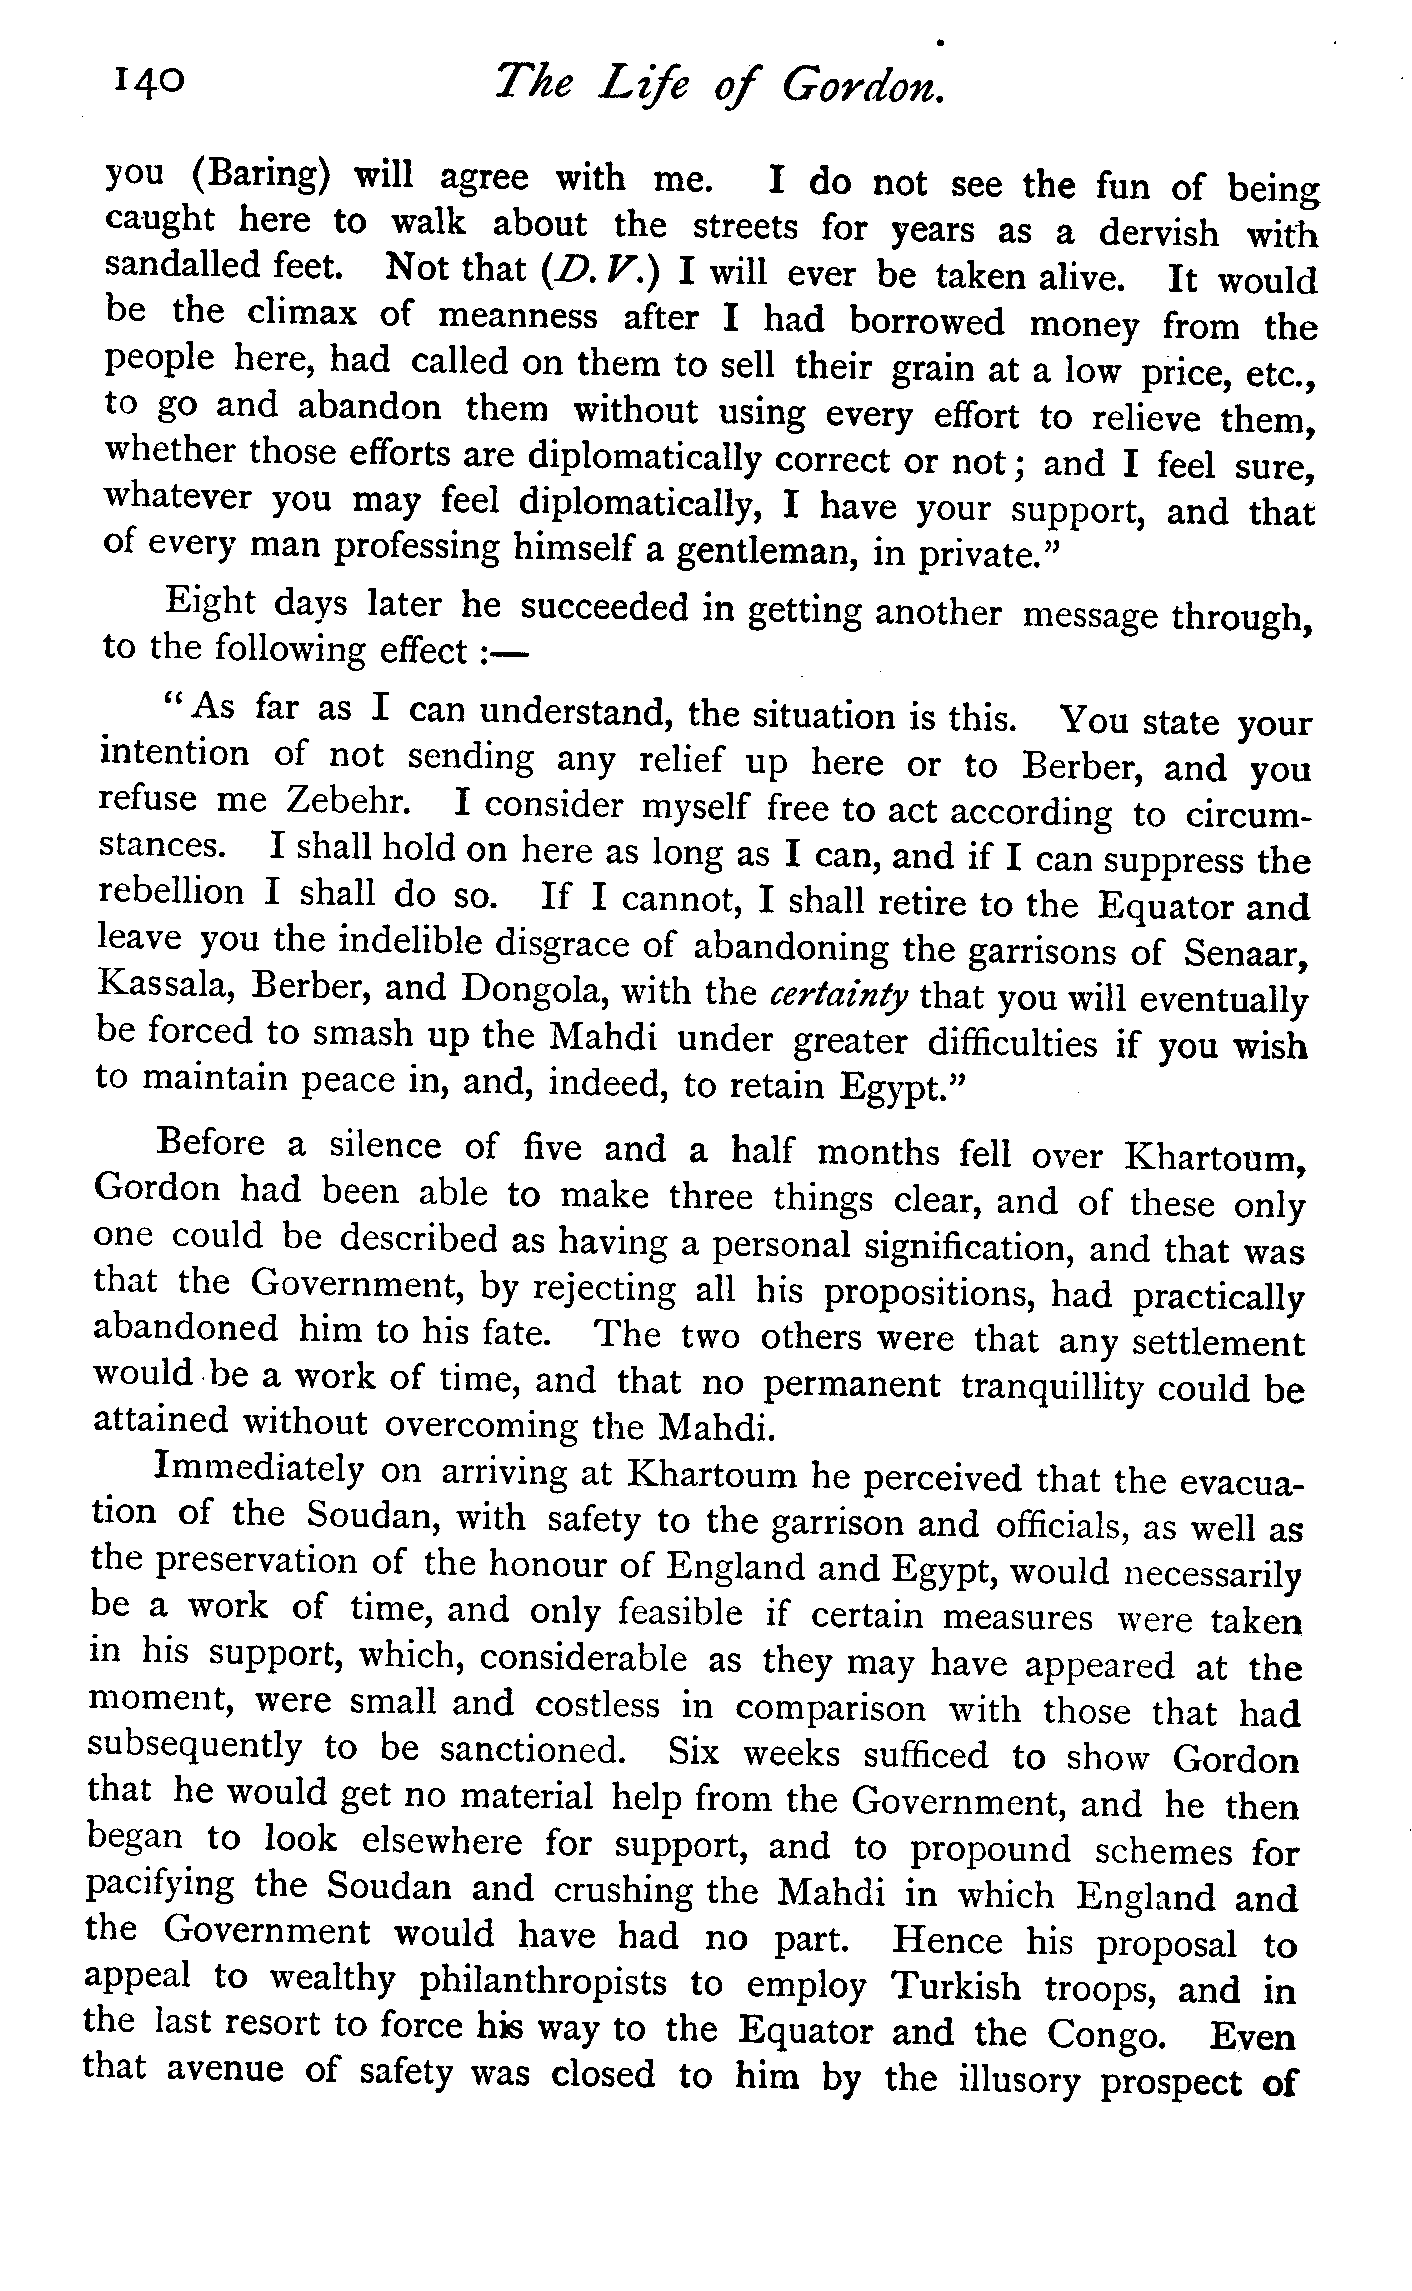 140 The Life of Gordon.
you (Baring) will agree with me. I do not see the fun of being
caught here to walk about the streets for years as a dervish with
sandalled feet. Not that (D. V.) I will ever be taken alive. It would
be the climax of meanness after I had borrowed money from the
people here, had called on them to sell their grain at a low price, etc.,
to go and abandon them without using every effort to relieve them,
whether those efforts are diplomatically correct or not; and I feel sure,
whatever you may feel diplomatically, I have your support, and that
of every man professing himself a gentleman, in private."
Eight days later he succeeded in getting another message through,
to the following effect :—
"As far as I can understand, the situation is this. You state your
intention of not sending any relief up here or to Berber, and you
refuse me Zebehr. I consider myself free to act according to circum-
stances. I shall hold on here as long as I can, and if I can suppress the
rebellion I shall do so. If I cannot, I shall retire to the Equator and
leave you the indelible disgrace of abandoning the garrisons of Senaar,
Kassala, Berber, and Dongola, with the certainty that you will eventually
be forced to smash up the Mahdi under greater difficulties if you wish
to maintain peace in, and, indeed, to retain Egypt."
Before a silence of five and a half months fell over Khartoum,
Gordon had been able to make three things clear, and of these only
one could be described as having a personal signification, and that was
that the Government, by rejecting all his propositions, had practically
abandoned him to his fate. The two others were that any settlement
would be a work of time, and that no permanent tranquillity could be
attained without overcoming the Mahdi.
Immediately on arriving at Khartoum he perceived that the evacua-
tion of the Soudan, with safety to the garrison and officials, as well as
the preservation of the honour of England and Egypt, would necessarily
be a work of time, and only feasible if certain measures were taken
in his support, which, considerable as they may have appeared at the
moment, were small and costless in comparison with those that had
subsequently to be sanctioned. Six weeks sufficed to show Gordon
that he would get no material help from the Government, and he then
began to look elsewhere for support, and to propound schemes for
pacifying the Soudan and crushing the Mahdi in which England and
the Government would have had no part. Hence his proposal to
appeal to wealthy philanthropists to employ Turkish troops, and in
the last resort to force his way to the Equator and the Congo. Even
that avenue of safety was closed to him by the illusory prospect of